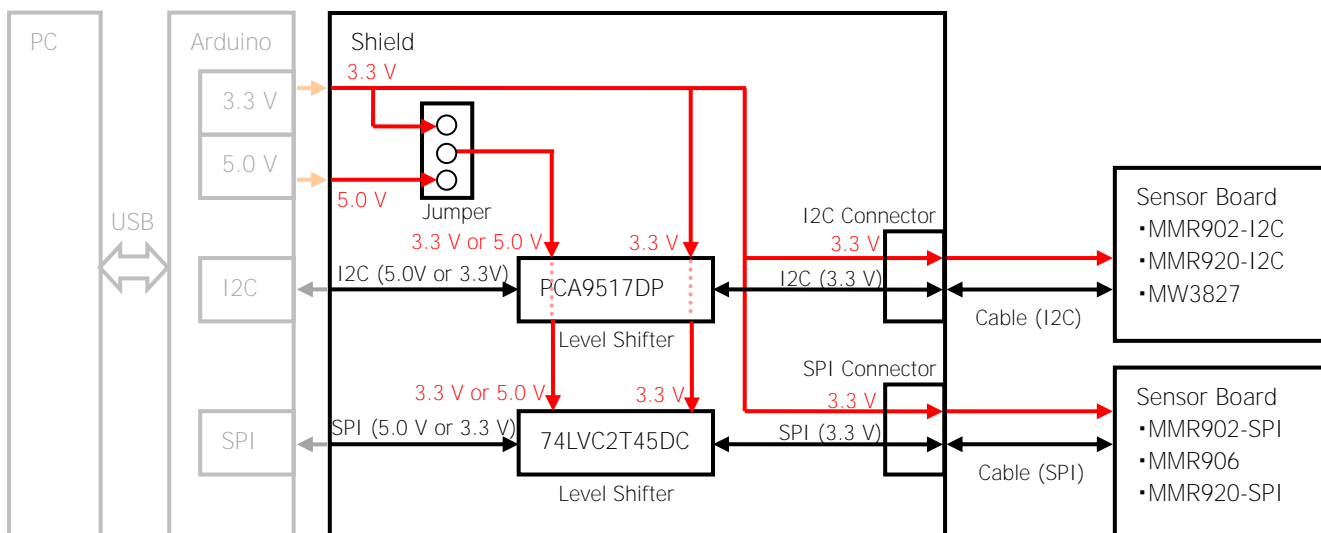 PC
Arduino
Shield
3.3 V
3.3 V
5.0 V
5.0 V
Jumper
USB
3.3 V or 5.0 V
3.3 V
I2C Connector
3.3 V
I2C
I2C (5.0V or 3.3V)
PCA9517DP
I2C (3.3 V)
Level Shifter
Cable (I2C)
Sensor Board
・MMR902-I2C
・MMR920-I2C
・MW3827
3.3 V or 5.0 V
3.3 V
SPI Connector
3.3 V
SPI
SPI (5.0 V or 3.3 V)
74LVC2T45DC
SPI (3.3 V)
Level Shifter
Cable (SPI)
Sensor Board
・MMR902-SPI
・MMR906
・MMR920-SPI